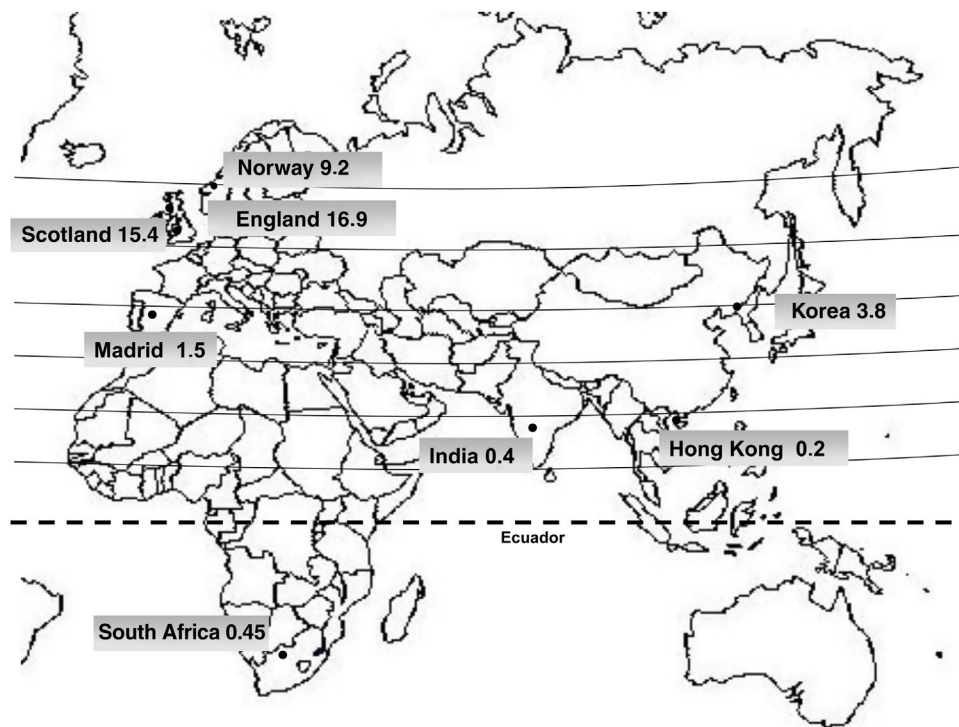 Norway 9.2
England 16.9
Scotland 15.4
Korea 3.8
Madrid 1.5
India 0.4
Hong Kong 0.2
Ecuador
South Africa 0.45